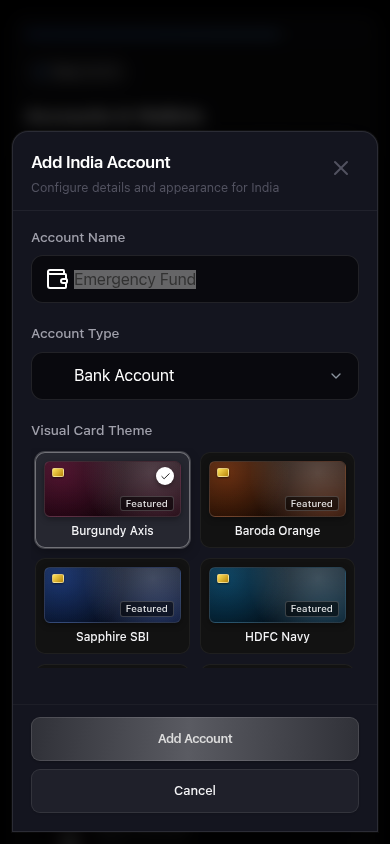 Add India Account
Configure details and appearance for India
Account Name
Emergency Fund
Account Type
Bank Account
Visual Card Theme
Featured
Burgundy Axis
Featured
Baroda Orange
Featured
Sapphire SBI
Featured
HDFC Navy
Add Account
Cancel